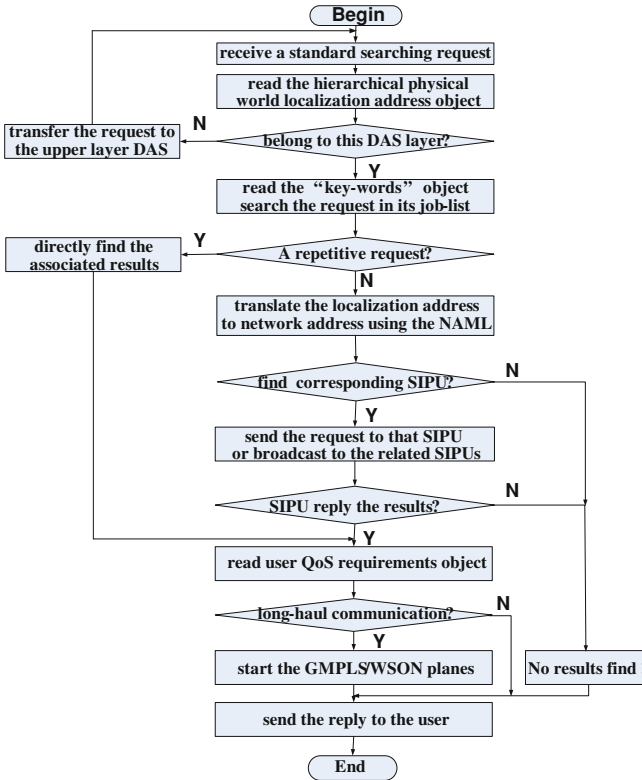 Begin
receive a standard searching request
read the hierarchical physical
world localization address object
transfer the request to
the upper layer DAS
N
belong to this DAS layer?
Y
read the “key-words” object
search the request in its job-list
directly find the
associated results
Y
A repetitive request?
N
translate the localization address
to network address using the NAML
find corresponding SIPU?
N
Y
send the request to that SIPU
or broadcast to the related SIPUs
SIPU reply the results?
N
Y
read user QoS requirements object
long-haul communication?
N
Y
start the GMPLS/WSON planes
No results find
send the reply to the user
End